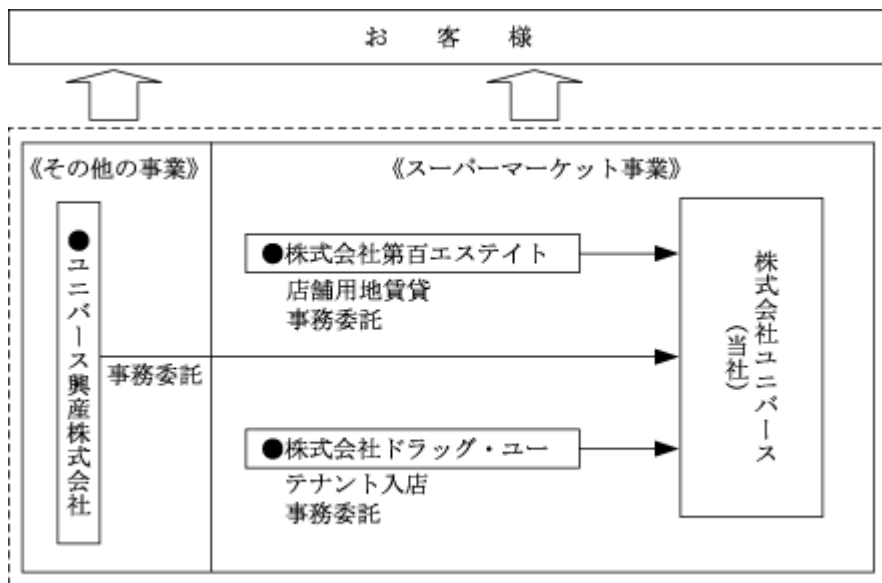 お 客 様
《その他の事業》
《スーパーマーケット事業》
●ユニバース興産株式会社
事務委託
●株式会社第百エステイト
店舗用地賃貸
事務委託
●株式会社ドラッグ・ユー
テナント入店
事務委託
株式会社ユニバース
(当社)